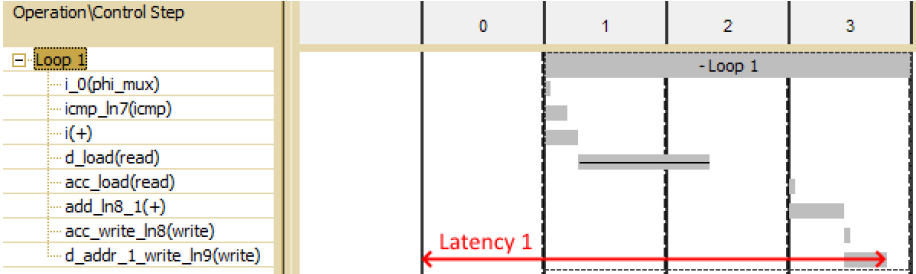 Operation\Control Step
0 1 2 3
Loop 1
-Loop 1
i_0(phi_mux)
icmp_ln7(icmp)
i(+)
d_load(read)
acc_load(read)
add_ln8_1(+)
acc_write_ln8(write)
Latency 1
d_addr_1_write_ln9(write)